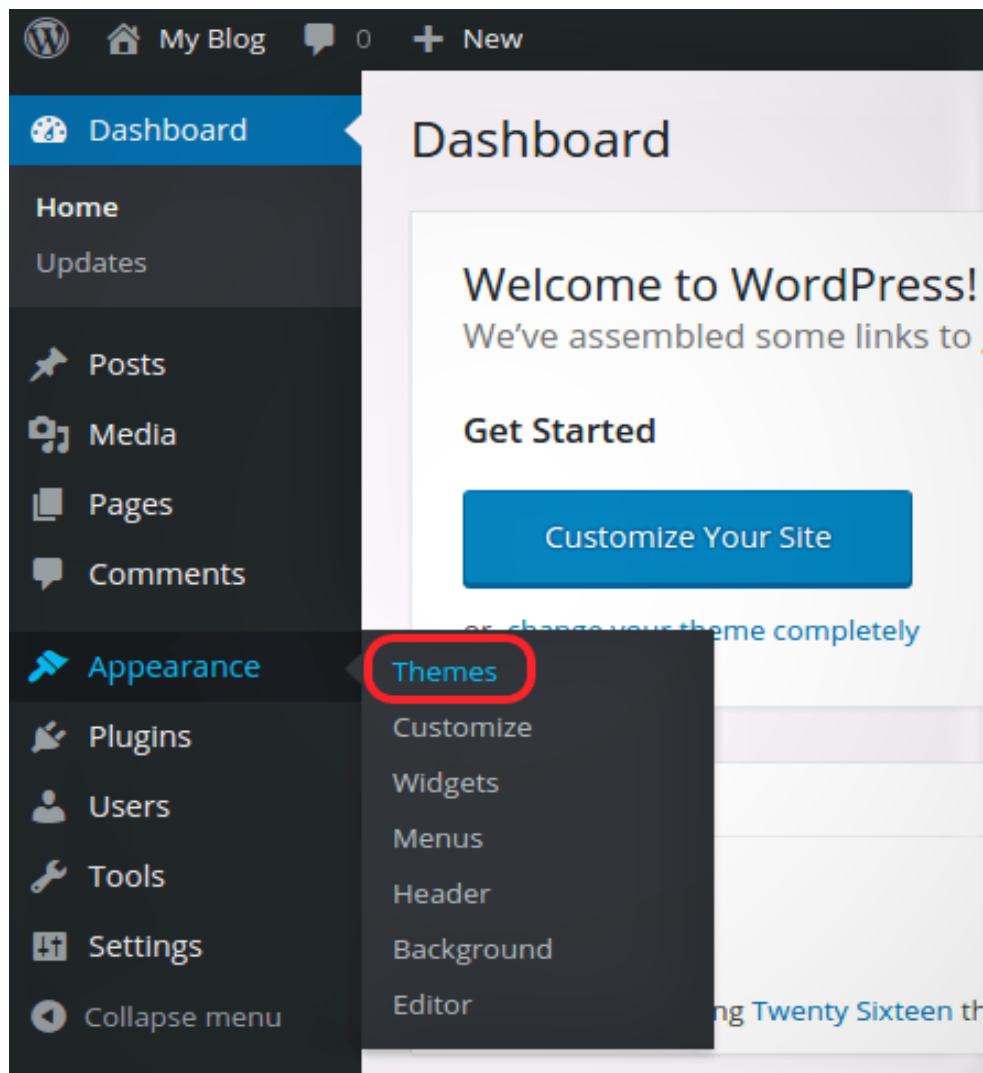 My Blog 0 New
Dashboard
Home
Updates
Posts
Media
Pages
Comments
Appearance
Plugins
Users
Tools
Settings
Collapse menu
Themes
Customize
Widgets
Menus
Header
Background
Editor
Dashboard
Welcome to WordPress!
We've assembled some links to
Get Started
Customize Your Site
or change your theme completely
Twenty Sixteen